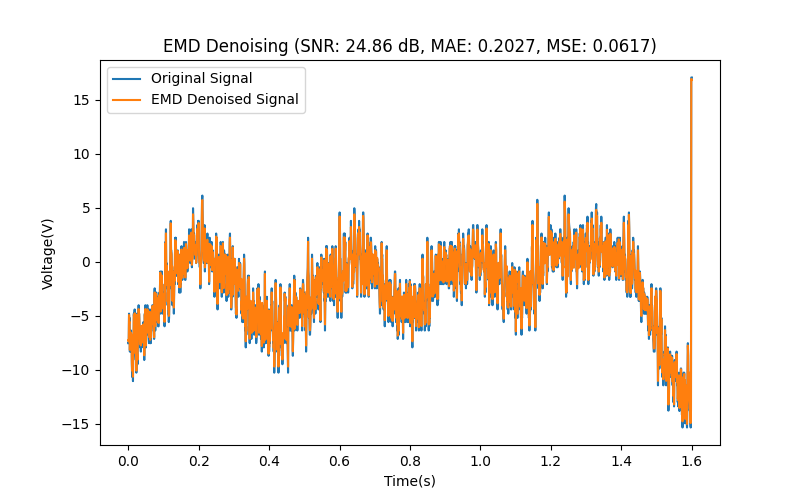 EMD Denoising (SNR: 24.86 dB, MAE: 0.2027, MSE: 0.0617)
Original Signal
EMD Denoised Signal
Voltage(V)
15
10
5
0
−5
−10
−15
0.0 0.2 0.4 0.6 0.8 1.0 1.2 1.4 1.6
Time(s)